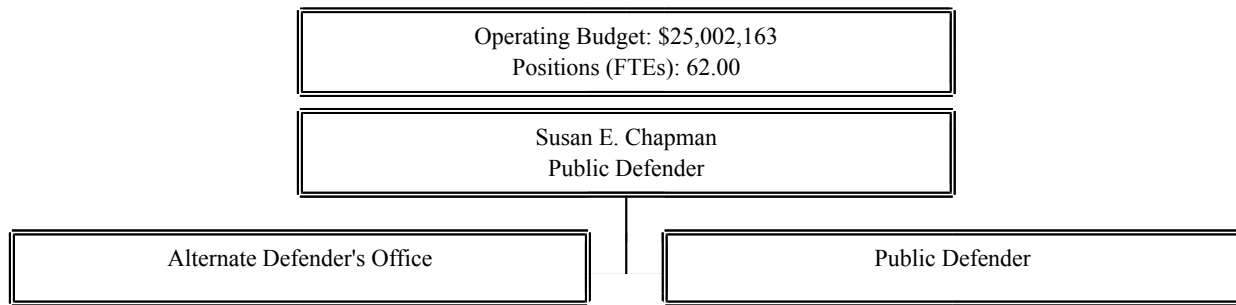 Operating Budget: $25,002,163
Positions (FTEs): 62.00
Susan E. Chapman
Public Defender
Alternate Defender's Office
Public Defender